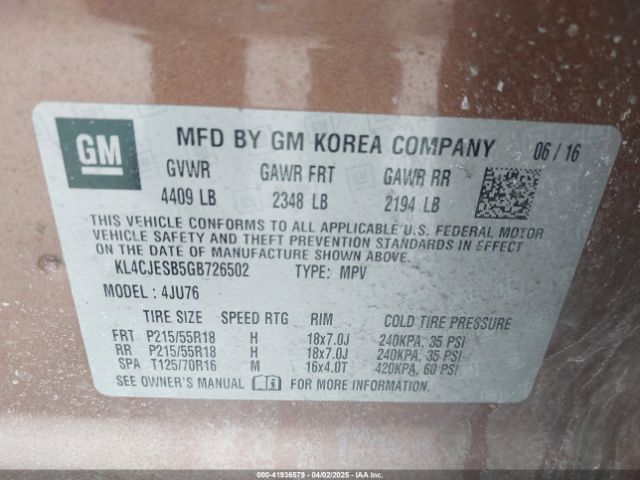 GM MFD BY GM KOREA COMPANY 06/16
GVWR GAWR FRT GAWR RR
4409 LB 2348 LB 2194 LB
THIS VEHICLE CONFORMS TO ALL APPLICABLE U.S. FEDERAL MOTOR
VEHICLE SAFETY AND THEFT PREVENTION STANDARDS IN EFFECT
ON THE DATE OF MANUFACTURE SHOWN ABOVE.
KL4CJESB5GB726502 TYPE: MPV
MODEL: 4JU76
TIRE SIZE SPEED RTG RIM COLD TIRE PRESSURE
FRT P215/55R18 H 18x7.0J 240KPA, 35 PSI
RR P215/55R18 H 18x7.0J 240KPA, 35 PSI
SPA T125/70R16 M 16x4.0T 420KPA, 60 PSI
SEE OWNER'S MANUAL FOR MORE INFORMATION
000-41936579 04/02/2025 IAA LLC